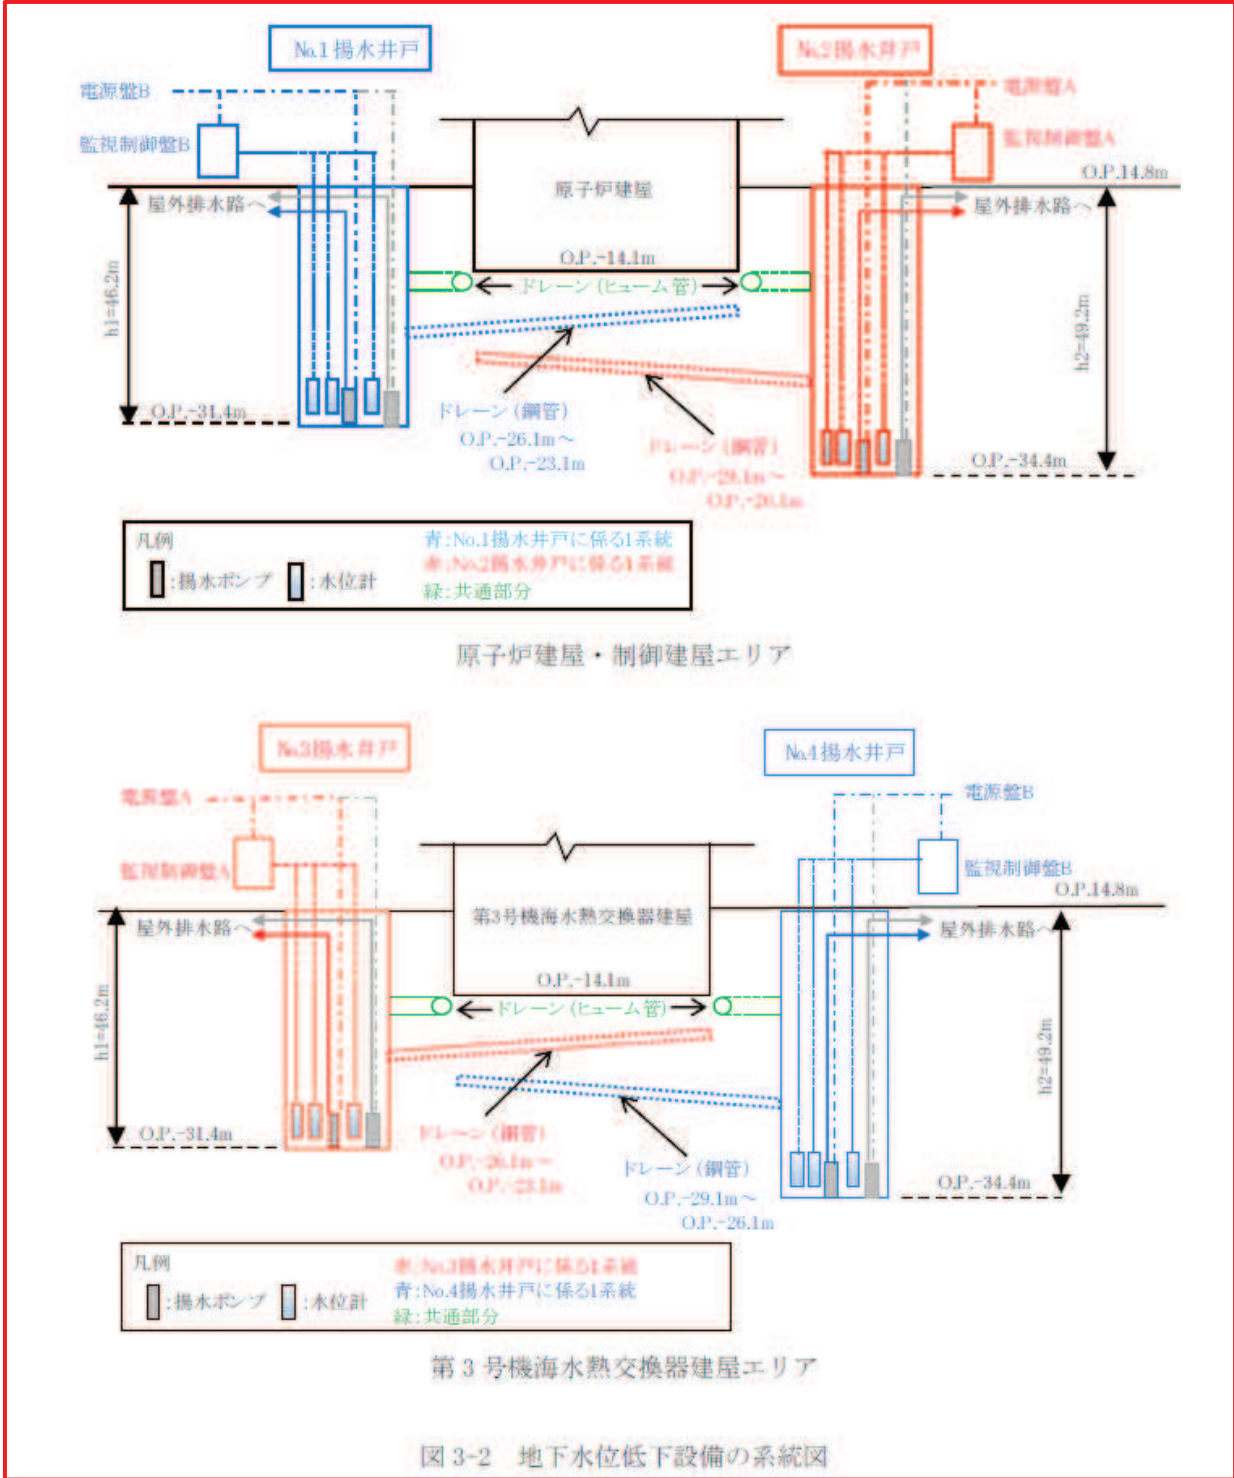 No.1揚水井戸
No.2揚水井戸
電源盤B
電源盤A
監視制御盤B
監視制御盤A
原子炉建屋
O.P.14.8m
屋外排水路へ
屋外排水路へ
O.P.-14.1m
ドレーン(ヒューム管)
h1=46.2m
h2=49.2m
O.P.-31.4m
ドレーン(鋼管)
O.P.-26.1m～
O.P.-23.1m
ドレーン(鋼管)
O.P.-29.1m～
O.P.-26.1m
O.P.-34.4m
凡例
:揚水ポンプ :水位計
青:No.1揚水井戸に係る1系統
赤:No.2揚水井戸に係る1系統
緑:共通部分
原子炉建屋・制御建屋エリア
No.3揚水井戸
No.4揚水井戸
電源盤A
電源盤B
監視制御盤A
監視制御盤B
O.P.14.8m
第3号機海水熱交換器建屋
屋外排水路へ
屋外排水路へ
O.P.-14.1m
ドレーン(ヒューム管)
h1=46.2m
h2=49.2m
O.P.-31.4m
ドレーン(鋼管)
O.P.-26.1m～
O.P.-23.1m
ドレーン(鋼管)
O.P.-29.1m～
O.P.-26.1m
O.P.-34.4m
凡例
:揚水ポンプ :水位計
赤:No.3揚水井戸に係る1系統
青:No.4揚水井戸に係る1系統
緑:共通部分
第3号機海水熱交換器建屋エリア
図3-2 地下水位低下設備の系統図